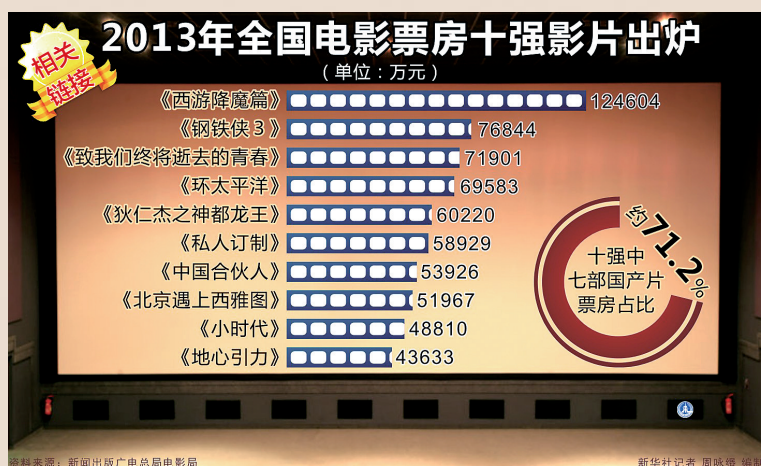 相关
链接
2013年全国电影票房十强影片出炉
（单位：万元）
《西游降魔篇》 124604
《钢铁侠3》 76844
《致我们终将逝去的青春》 71901
《环太平洋》 69583
《狄仁杰之神都龙王》 60220
《私人订制》 58929
《中国合伙人》 53926
《北京遇上西雅图》 51967
《小时代》 48810
《地心引力》 43633
约71.2%
十强中
七部国产片
票房占比
资料来源：新闻出版广电总局电影局
新华社记者 周咏缗 编制